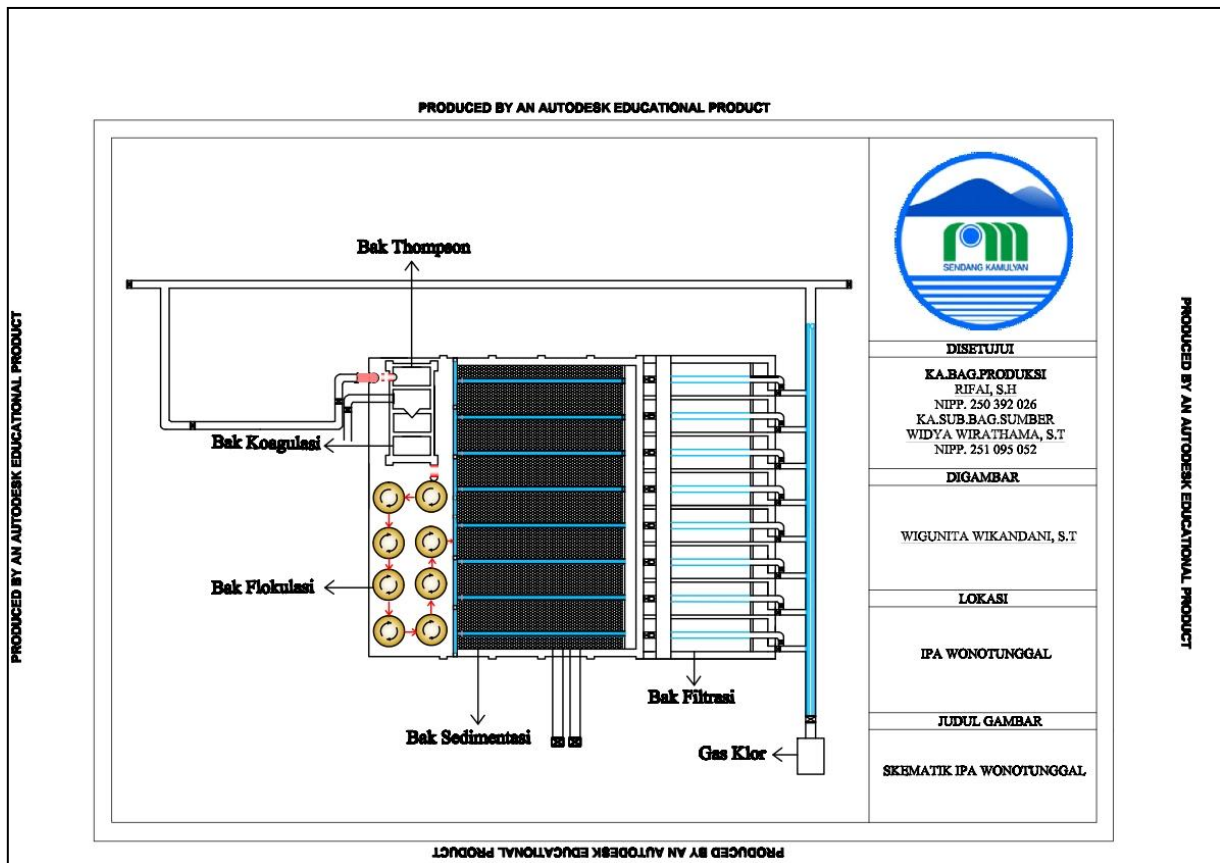 PRODUCED BY AN AUTODESK EDUCATIONAL PRODUCT
PRODUCED BY AN AUTODESK EDUCATIONAL PRODUCT
Bak Thompson
Bak Koagulasi
Bak Flokulasi
Bak Sedimentasi
Bak Filtrasi
Gas Klor
SENDANG KAMULYAN
DISETUJUI
KA.BAG.PRODUKSI
RIFAI, S.H
NIPP. 250 392 026
KA.SUB.BAG.SUMBER
WIDYA WIRATHAMA, S.T
NIPP. 251 095 052
DIGAMBAR
WIGUNITA WIKANDANI, S.T
LOKASI
IPA WONOTUNGGAL
JUDUL GAMBAR
SKEMATIK IPA WONOTUNGGAL
PRODUCED BY AN AUTODESK EDUCATIONAL PRODUCT
PRODUCED BY AN AUTODESK EDUCATIONAL PRODUCT